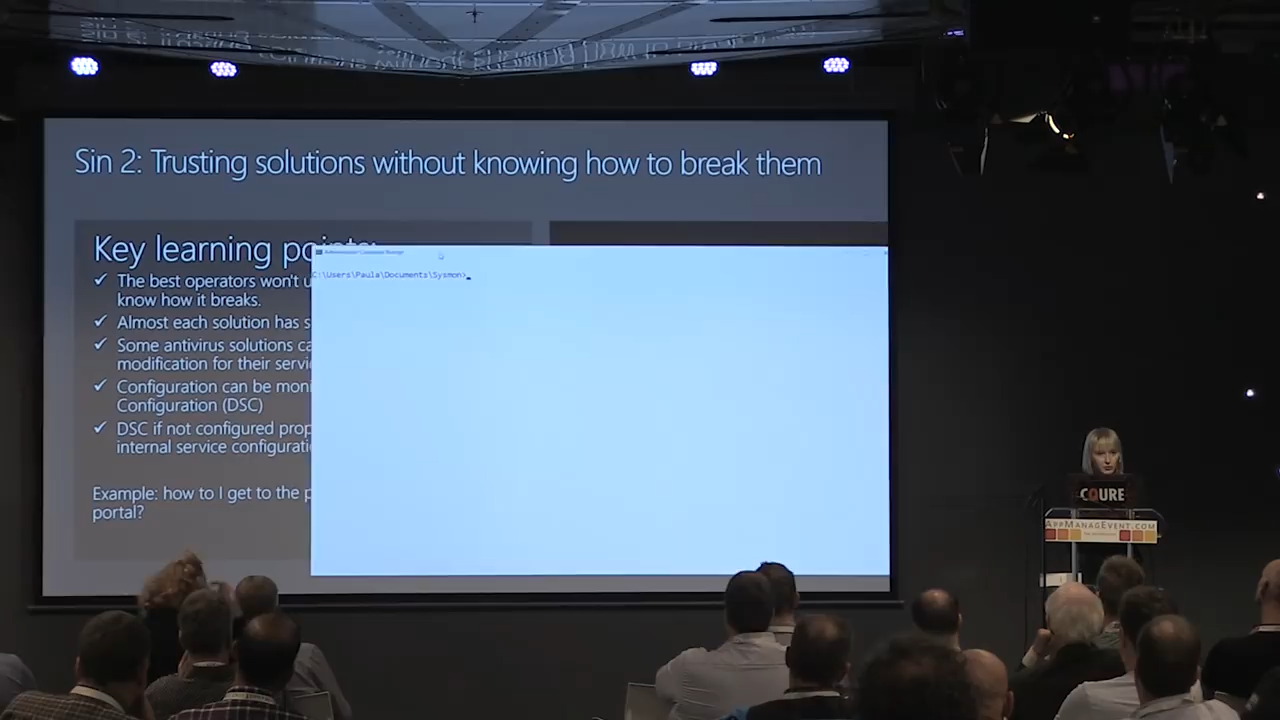 Sin 2: Trusting solutions without knowing how to break them
Key learning points:
✓ The best operators won't u
know how it breaks.
✓ Almost each solution has s
✓ Some antivirus solutions ca
modification for their servi
✓ Configuration can be moni
Configuration (DSC)
✓ DSC if not configured prop
internal service configurati
Example: how to I get to the p
portal?
C:\Users\Paula\Documents\Sysmon>
CQURE
APPMANAGEVENT.COM